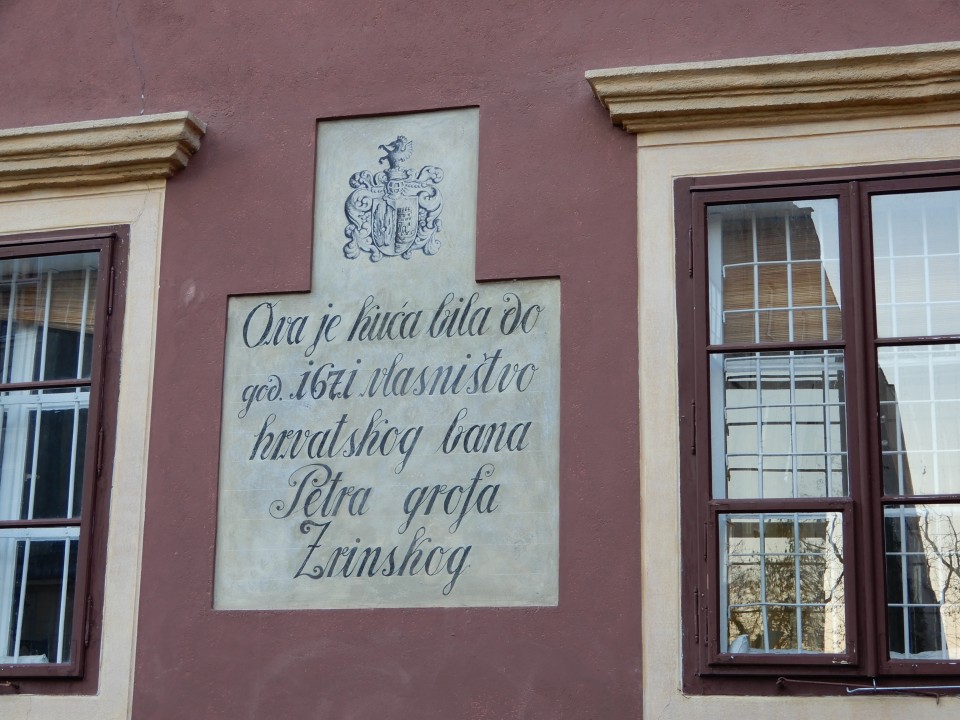 Ova je kuća bila do
god. 1671. vlasništvo
hrvatskog bana
Petra grofa
Zrinskog